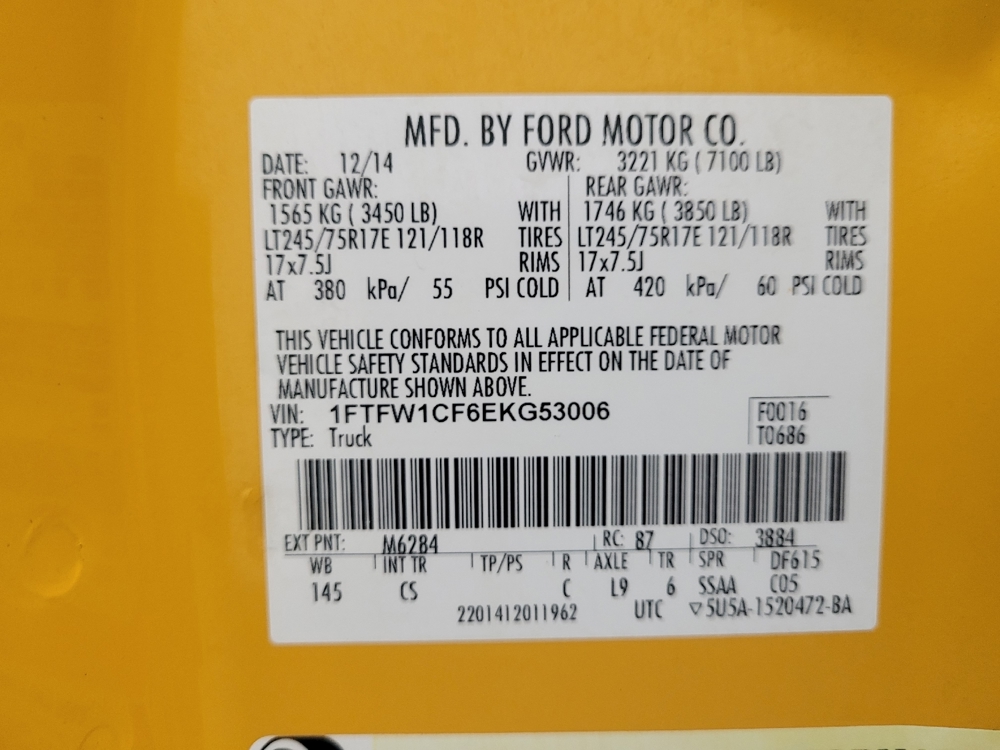 MFD. BY FORD MOTOR CO.
DATE: 12/14 GVWR: 3221 KG ( 7100 LB)
FRONT GAWR: REAR GAWR:
1565 KG ( 3450 LB) WITH 1746 KG ( 3850 LB) WITH
LT245/75R17E 121/118R TIRES LT245/75R17E 121/118R TIRES
17x7.5J RIMS 17x7.5J RIMS
AT 380 kPa/ 55 PSI COLD AT 420 kPa/ 60 PSI COLD
THIS VEHICLE CONFORMS TO ALL APPLICABLE FEDERAL MOTOR
VEHICLE SAFETY STANDARDS IN EFFECT ON THE DATE OF
MANUFACTURE SHOWN ABOVE.
VIN: 1FTFW1CF6EKG53006 F0016
TYPE: Truck T0686
EXT PNT: M6284 RC: 87 DSO: 3884
WB INT TR TP/PS R AXLE TR SPR DF615
145 CS C L9 6 SSAA C05
2201412011962 UTC ▽5U5A-1520472-BA